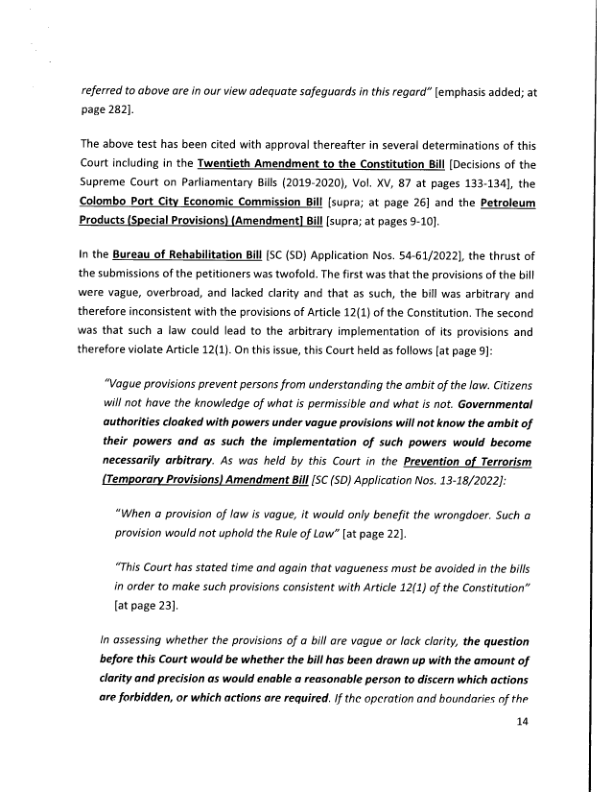 referred to above are in our view adequate safeguards in this regard” [emphasis added; at
page 282].
The above test has been cited with approval thereafter in several determinations of this
Court including in the Twentieth Amendment to the Constitution Bill [Decisions of the
Supreme Court on Parliamentary Bills (2019-2020), Vol. XV, 87 at pages 133-134], the
Colombo Port City Economic Commission Bill [supra; at page 26] and the Petroleum
Products (Special Provisions) (Amendment] Bill [supra; at pages 9-10].
In the Bureau of Rehabilitation Bill [SC (SD) Application Nos. 54-61/2022], the thrust of
the submissions of the petitioners was twofold. The first was that the provisions of the bill
were vague, overbroad, and lacked clarity and that as such, the bill was arbitrary and
therefore inconsistent with the provisions of Article 12(1) of the Constitution. The second
was that such a law could lead to the arbitrary implementation of its provisions and
therefore violate Article 12(1). On this issue, this Court held as follows [at page 9]:
“Vague provisions prevent persons from understanding the ambit of the law. Citizens
will not have the knowledge of what is permissible and what is not. Governmental
authorities cloaked with powers under vague provisions will not know the ambit of
their powers and as such the implementation of such powers would become
necessarily arbitrary. As was held by this Court in the Prevention of Terrorism
(Temporary Provisions) Amendment Bill [SC (SD) Application Nos. 13-18/2022]:
“When a provision of law is vague, it would only benefit the wrongdoer. Such a
provision would not uphold the Rule of Law” [at page 22].
“This Court has stated time and again that vagueness must be avoided in the bills
in order to make such provisions consistent with Article 12(1) of the Constitution”
[at page 23].
In assessing whether the provisions of a bill are vague or lack clarity, the question
before this Court would be whether the bill has been drawn up with the amount of
clarity and precision as would enable a reasonable person to discern which actions
are forbidden, or which actions are required. If the operation and boundaries of the
14